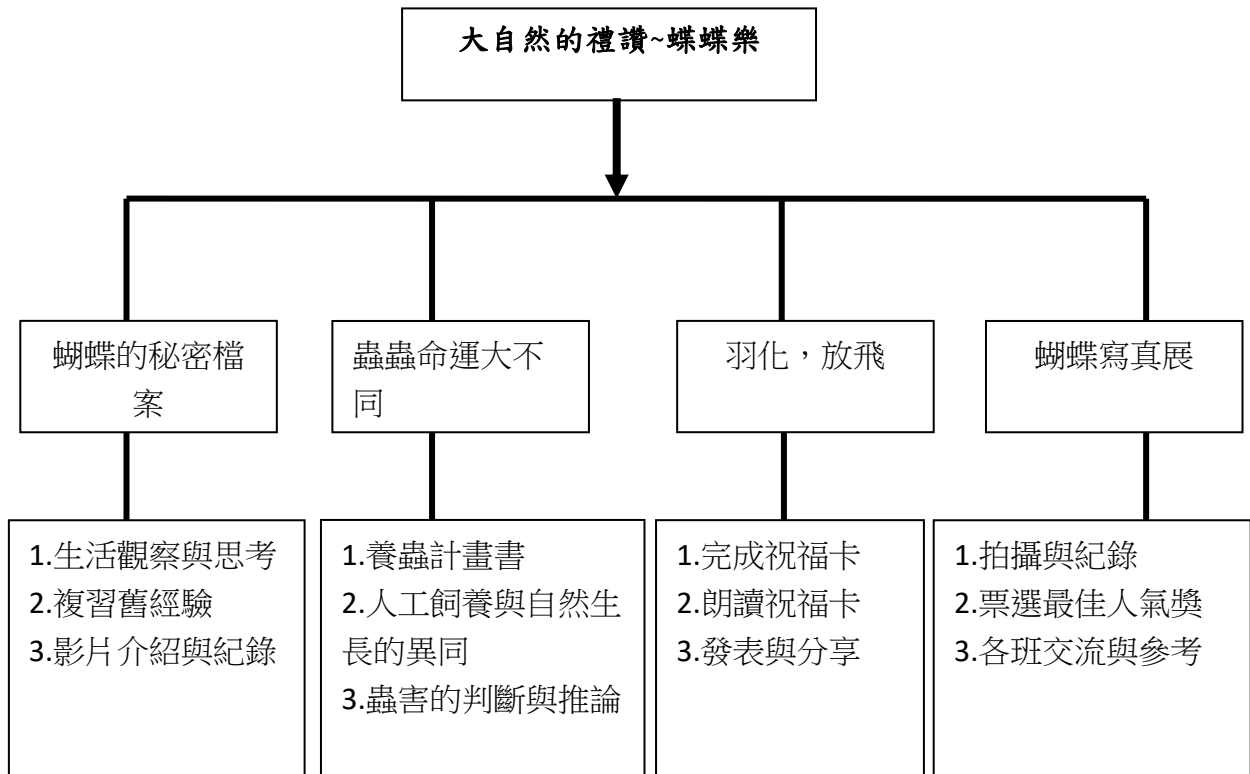 大自然的禮讚~蝶蝶樂
蝴蝶的秘密檔
案
蟲蟲命運大不
同
羽化，放飛
蝴蝶寫真展
1.生活觀察與思考
2.複習舊經驗
3.影片介紹與紀錄
1.養蟲計畫書
2.人工飼養與自然生
長的異同
3.蟲害的判斷與推論
1.完成祝福卡
2.朗讀祝福卡
3.發表與分享
1.拍攝與紀錄
2.票選最佳人氣獎
3.各班交流與參考